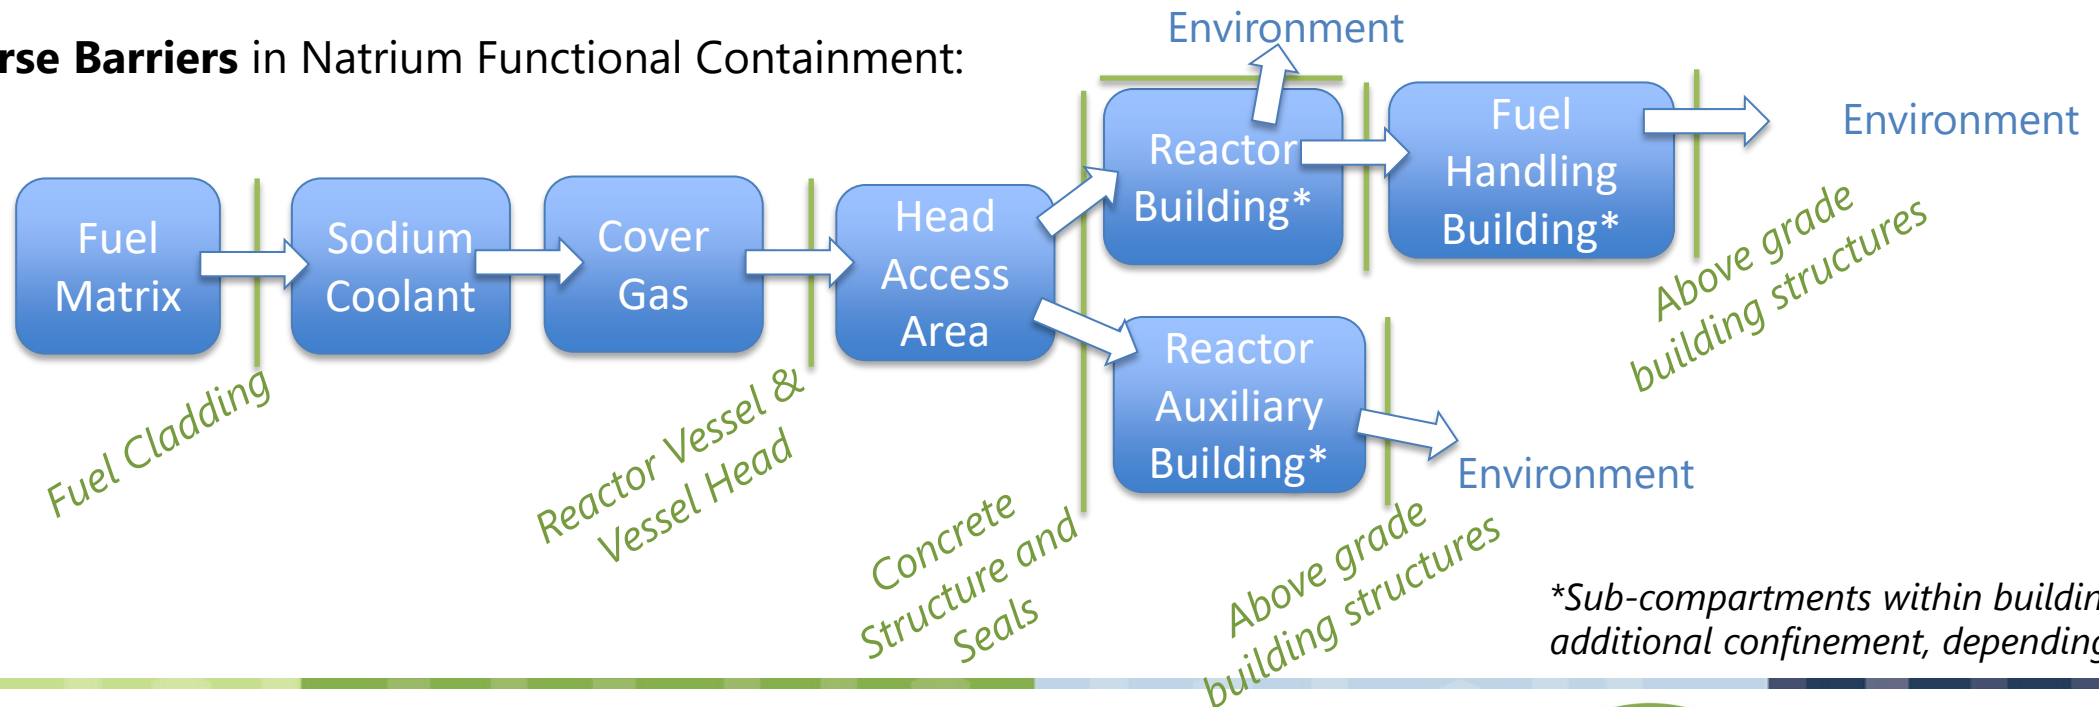 rse Barriers in Natrium Functional Containment:
Environment
Fuel
Matrix
Sodium
Coolant
Cover
Gas
Head
Access
Area
Reactor
Building*
Fuel
Handling
Building*
Environment
Reactor
Auxiliary
Building*
Environment
Fuel Cladding
Reactor Vessel &
Vessel Head
Concrete
Structure and
Seals
Above grade
building structures
Above grade
building structures
*Sub-compartments within buildin
additional confinement, depending